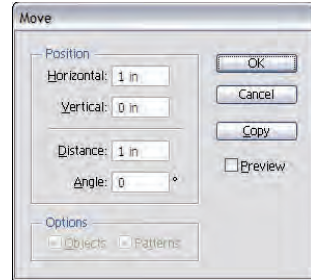 Move
Position
Horizontal: 1 in
Vertical: 0 in
Distance: 1 in
Angle: 0 °
Options
Objects Patterns
OK
Cancel
Copy
Preview